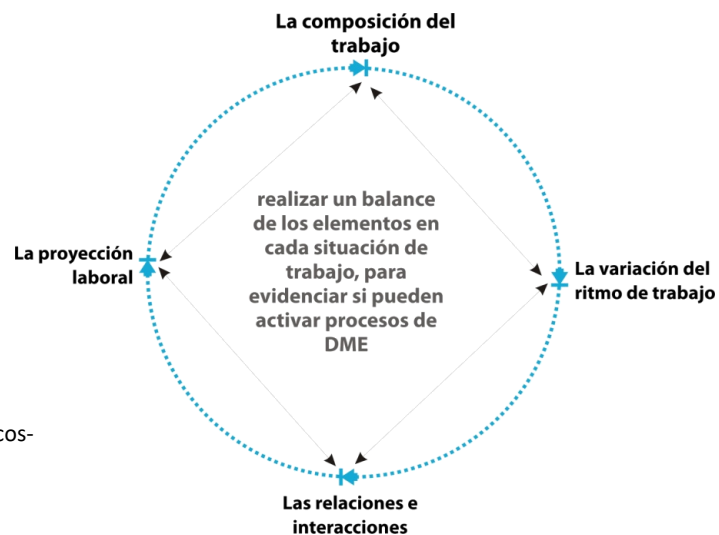 La composición del
trabajo
realizar un balance
de los elementos en
cada situación de
trabajo, para
evidenciar si pueden
activar procesos de
DME
La proyección
laboral
La variación del
ritmo de trabajo
cos-
Las relaciones e
interacciones